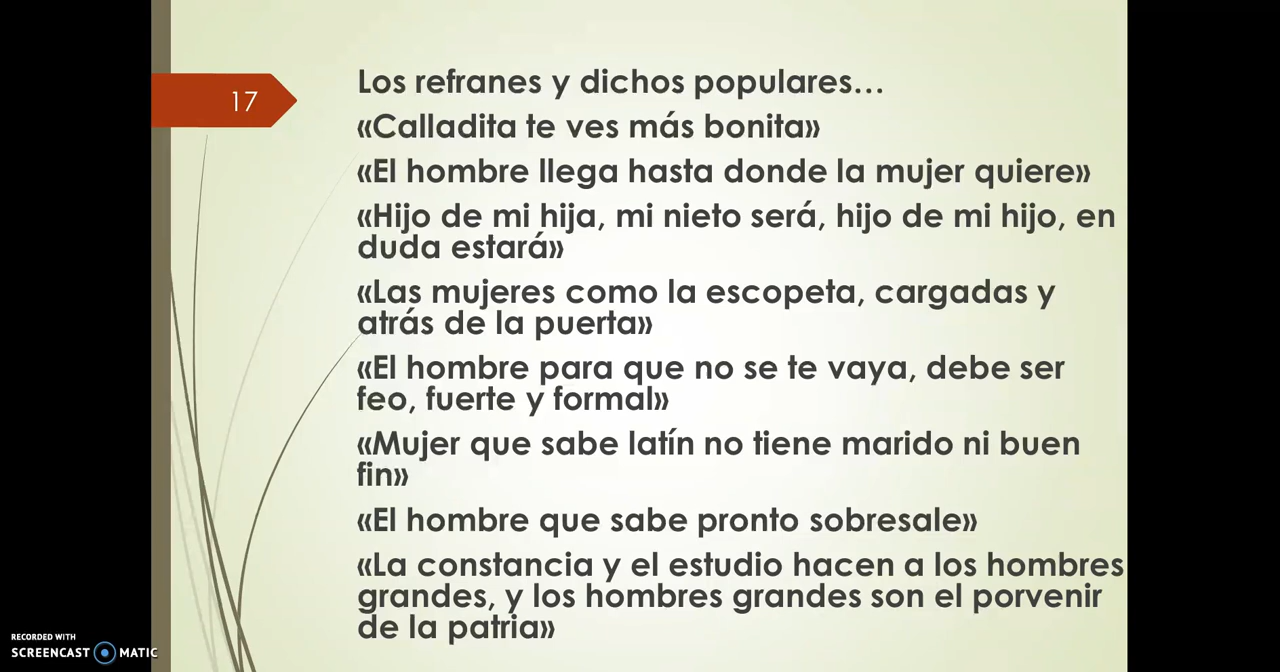 17
Los refranes y dichos populares…
«Calladita te ves más bonita»
«El hombre llega hasta donde la mujer quiere»
«Hijo de mi hija, mi nieto será, hijo de mi hijo, en
duda estará»
«Las mujeres como la escopeta, cargadas y
atrás de la puerta»
«El hombre para que no se te vaya, debe ser
feo, fuerte y formal»
«Mujer que sabe latín no tiene marido ni buen
fin»
«El hombre que sabe pronto sobresale»
«La constancia y el estudio hacen a los hombres
grandes, y los hombres grandes son el porvenir
de la patria»
RECORDED WITH
SCREENCAST MATIC